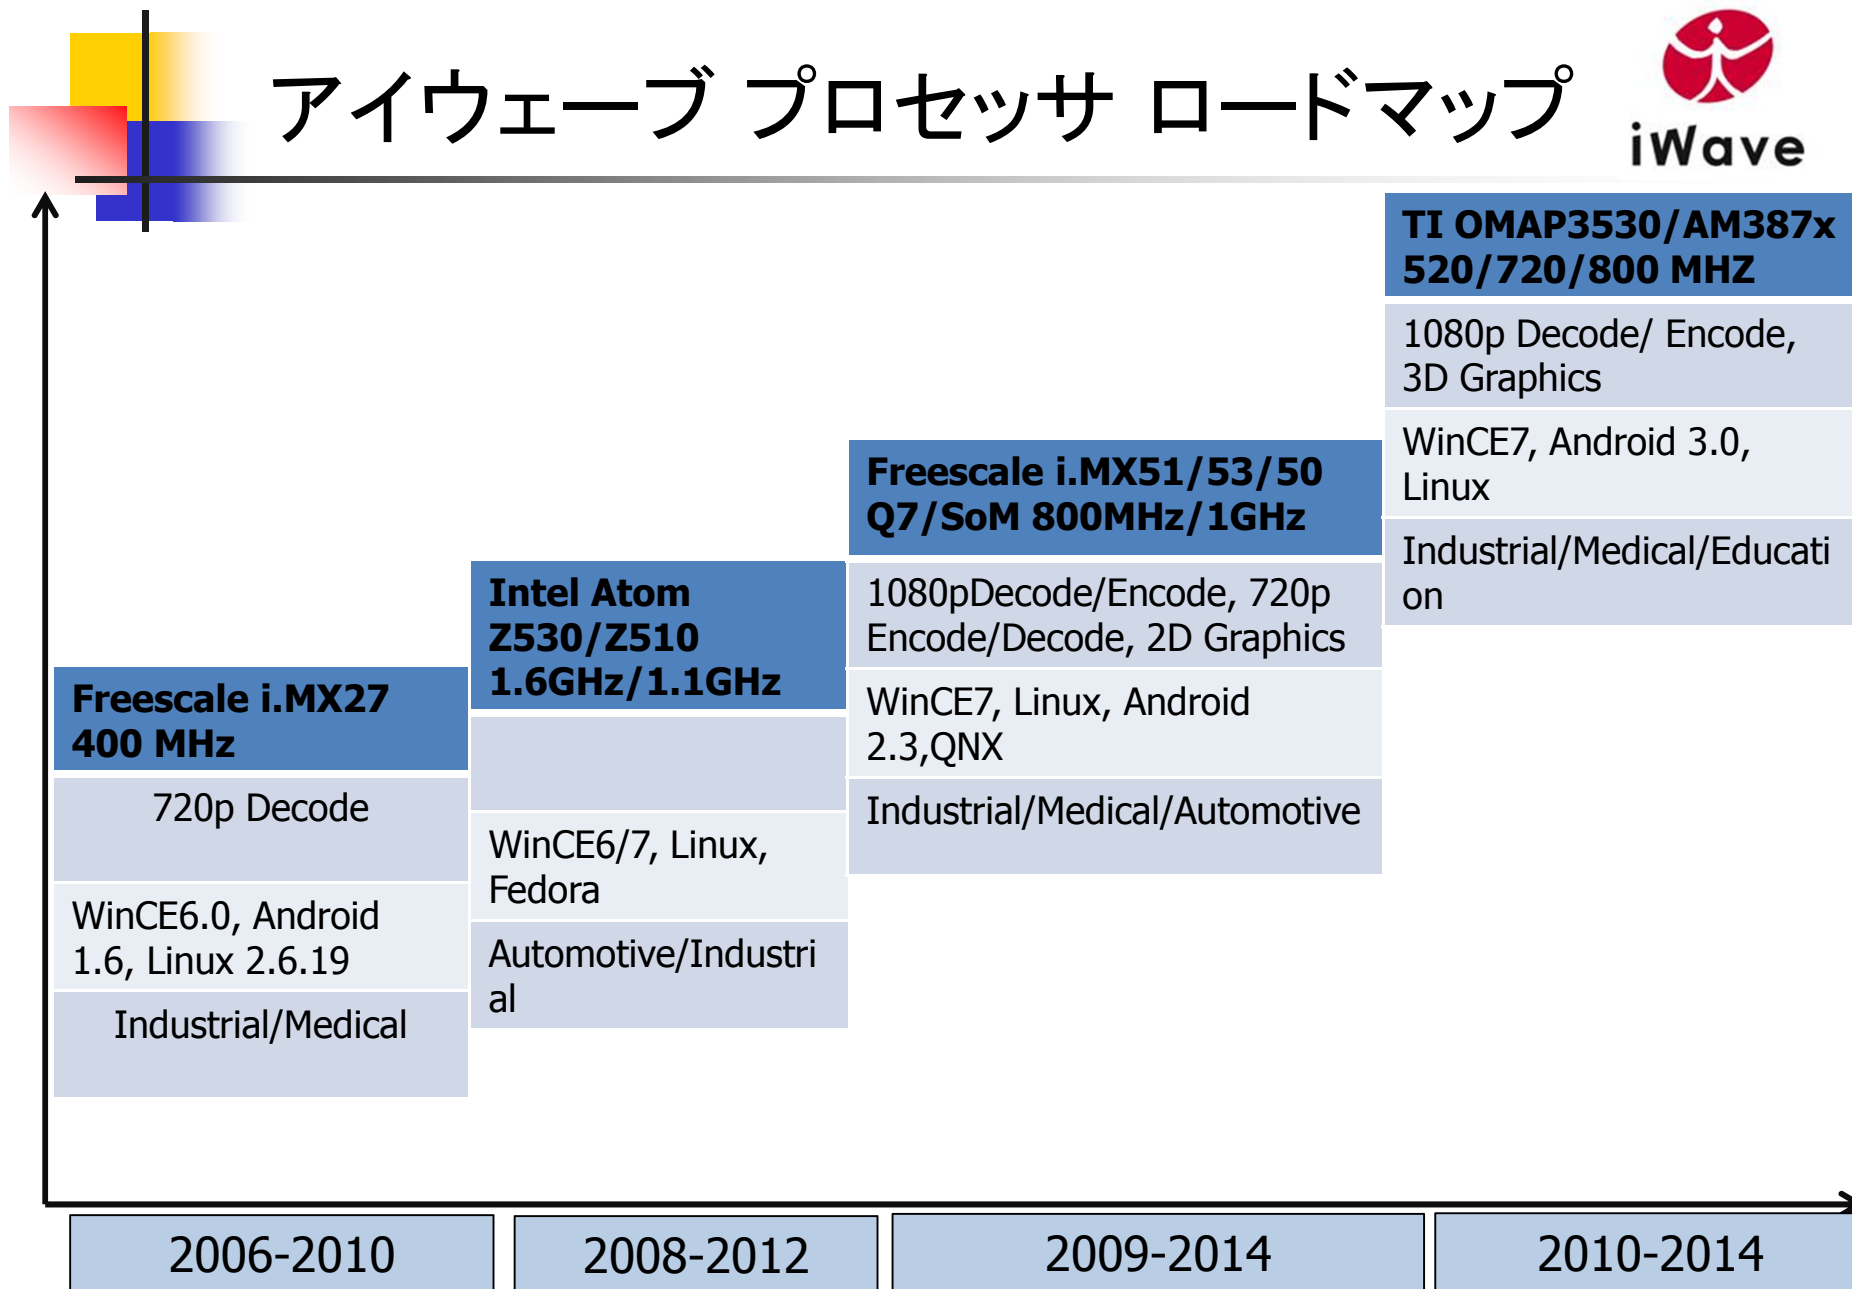 アイウェーブ プロセッサ ロードマップ
iWave
TI OMAP3530/AM387x
520/720/800 MHZ
1080p Decode/ Encode,
3D Graphics
WinCE7, Android 3.0,
Linux
Industrial/Medical/Educati
on
Freescale i.MX51/53/50
Q7/SoM 800MHz/1GHz
1080pDecode/Encode, 720p
Encode/Decode, 2D Graphics
WinCE7, Linux, Android
2.3,QNX
Industrial/Medical/Automotive
Intel Atom
Z530/Z510
1.6GHz/1.1GHz
WinCE6/7, Linux,
Fedora
Automotive/Industri
al
Freescale i.MX27
400 MHz
720p Decode
WinCE6.0, Android
1.6, Linux 2.6.19
Industrial/Medical
2006-2010
2008-2012
2009-2014
2010-2014